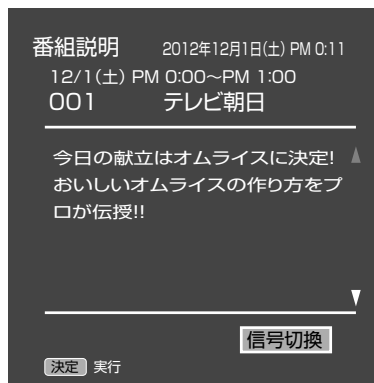 番組説明 2012年12月1日(土) PM 0:11
12/1(土) PM 0:00~PM 1:00
001 テレビ朝日
今日の献立はオムライスに決定!
おいしいオムライスの作り方をプ
ロが伝授!!
信号切換
決定 実行